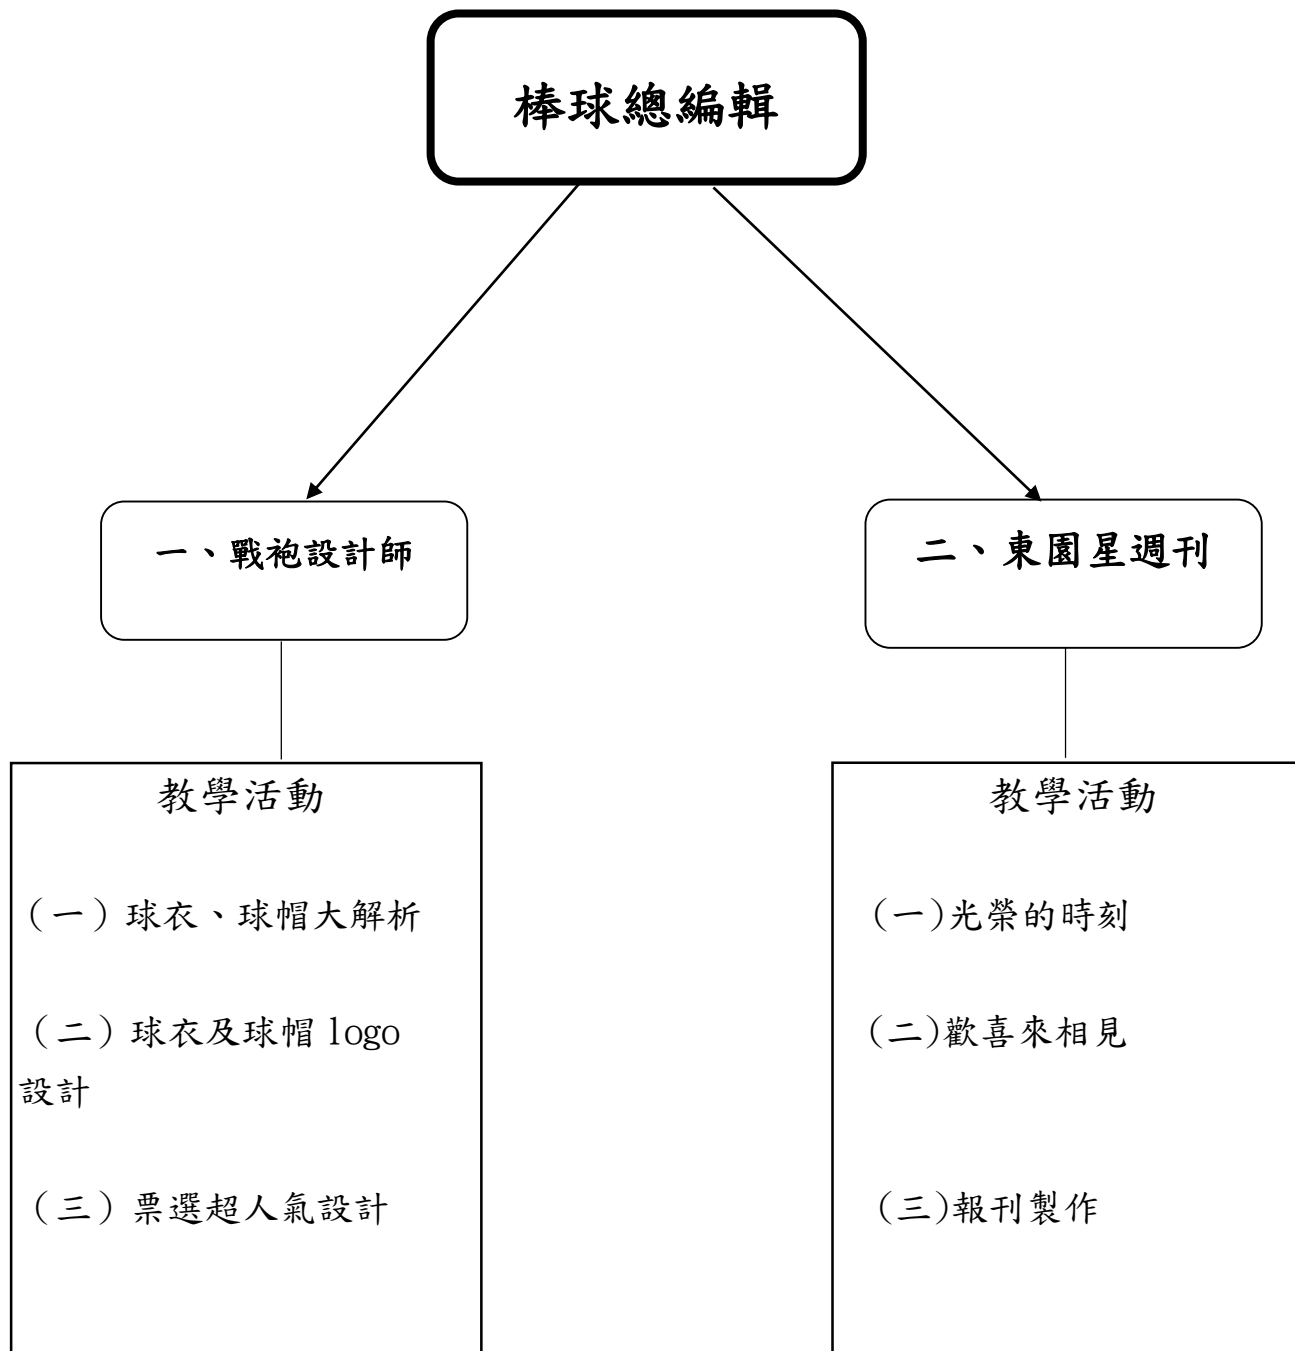 棒球總編輯
一、戰袍設計師
二、東園星週刊
教學活動
（一）球衣、球帽大解析
（二）球衣及球帽 logo
設計
（三）票選超人氣設計
教學活動
(一)光榮的時刻
(二)歡喜來相見
(三)報刊製作